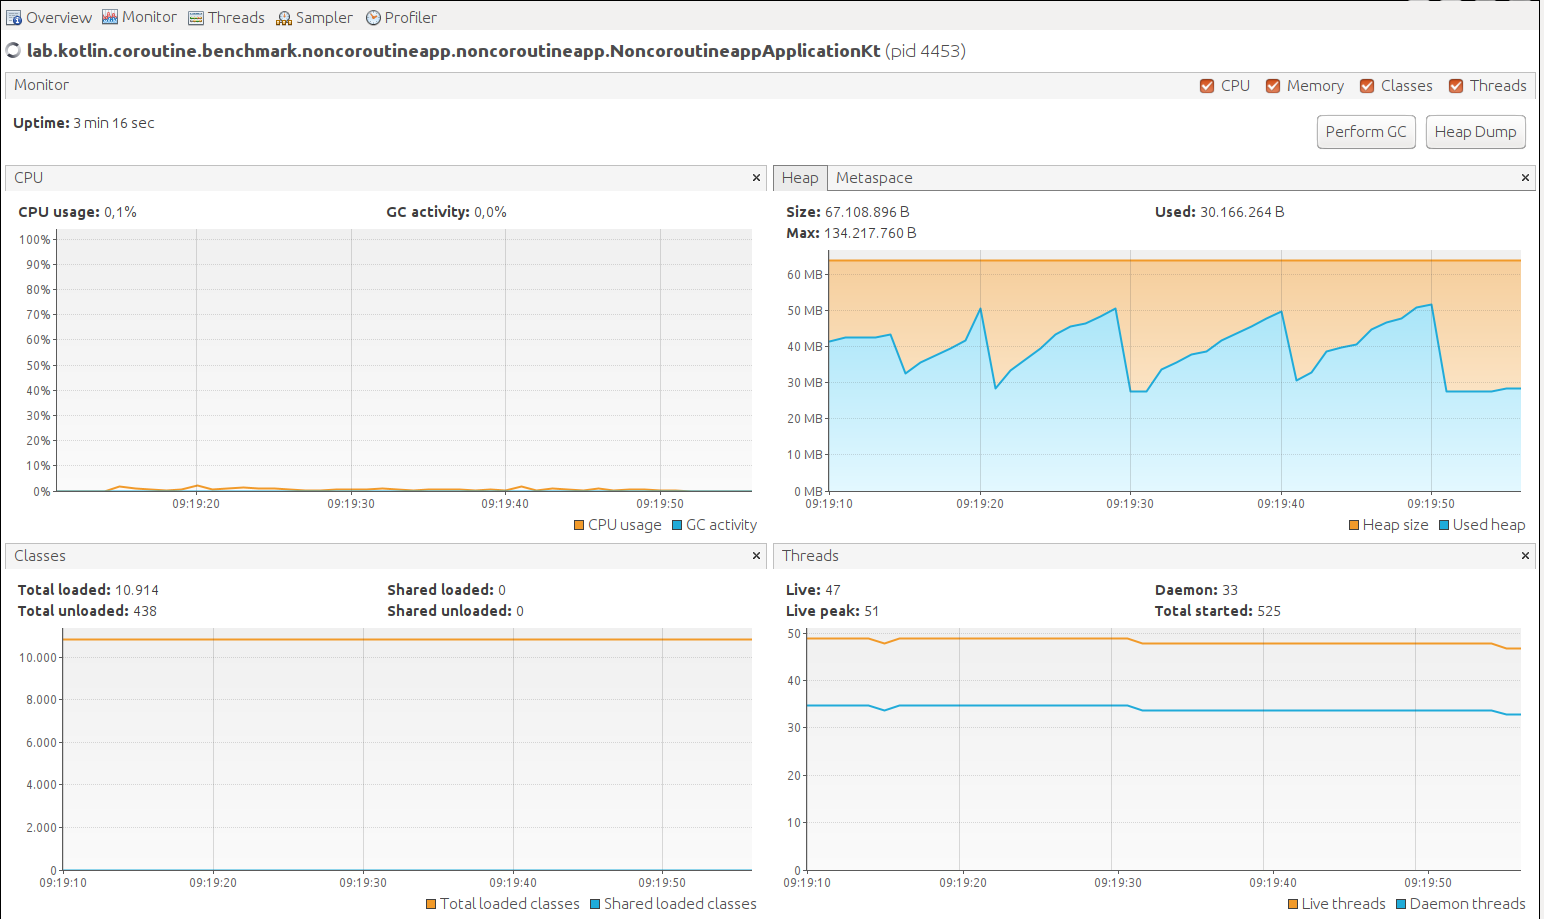 Overview Monitor Threads Sampler Profiler
lab.kotlin.coroutine.benchmark.noncoroutineapp.noncoroutineapp.NoncoroutineappApplicationKt (pid 4453)
Monitor
CPU Memory Classes Threads
Uptime: 3 min 16 sec
Perform GC Heap Dump
CPU
×
CPU usage: 0,1% GC activity: 0,0%
100%
90%
80%
70%
60%
50%
40%
30%
20%
10%
0%
09:19:20 09:19:30 09:19:40 09:19:50
CPU usage GC activity
Heap Metaspace
×
Size: 67.108.896 B Used: 30.166.264 B
Max: 134.217.760 B
60 MB
50 MB
40 MB
30 MB
20 MB
10 MB
0 MB
09:19:10 09:19:20 09:19:30 09:19:40 09:19:50
Heap size Used heap
Classes
×
Total loaded: 10.914 Shared loaded: 0
Total unloaded: 438 Shared unloaded: 0
10.000
8.000
6.000
4.000
2.000
0
09:19:10 09:19:20 09:19:30 09:19:40 09:19:50
Total loaded classes Shared loaded classes
Threads
×
Live: 47 Daemon: 33
Live peak: 51 Total started: 525
50
40
30
20
10
0
09:19:10 09:19:20 09:19:30 09:19:40 09:19:50
Live threads Daemon threads